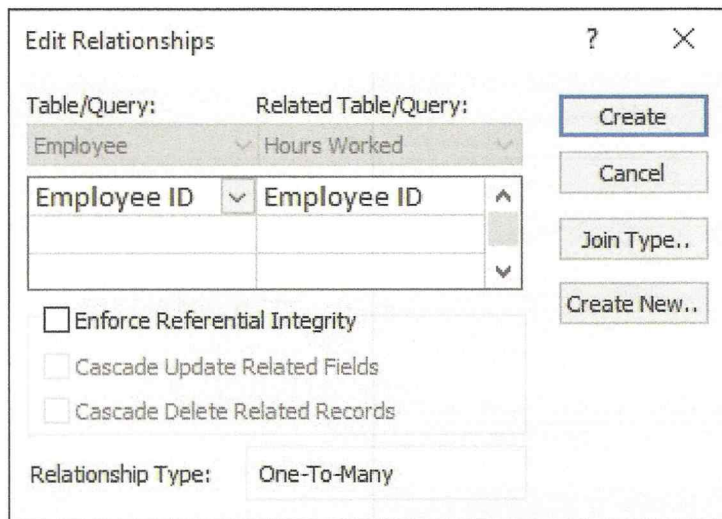 Edit Relationships ? ×
Table/Query: Related Table/Query:
Employee Hours Worked
Employee ID Employee ID
Enforce Referential Integrity
Cascade Update Related Fields
Cascade Delete Related Records
Relationship Type: One-To-Many
Create
Cancel
Join Type..
Create New..